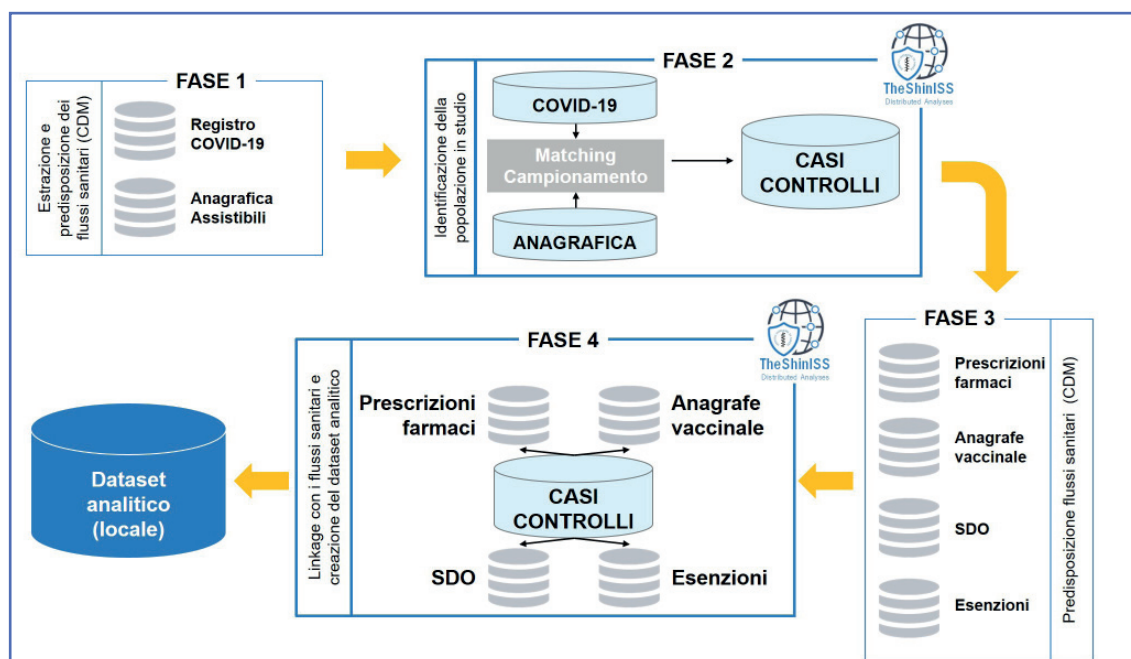 FASE 1
Estrazione e
predisposizione dei
flussi sanitari (CDM)
Registro
COVID-19
Anagrafica
Assistibili
FASE 2
TheShinISS
Distributed Analyses
Identificazione della
popolazione in studio
COVID-19
Matching
Campionamento
ANAGRAFICA
CASI
CONTROLLI
FASE 3
Prescrizioni
farmaci
Anagrafe
vaccinale
SDO
Esenzioni
Predisposizione flussi sanitari (CDM)
FASE 4
TheShinISS
Distributed Analyses
Linkage con i flussi sanitari e
creazione del dataset analitico
Prescrizioni
farmaci
Anagrafe
vaccinale
CASI
CONTROLLI
SDO
Esenzioni
Dataset
analitico
(locale)